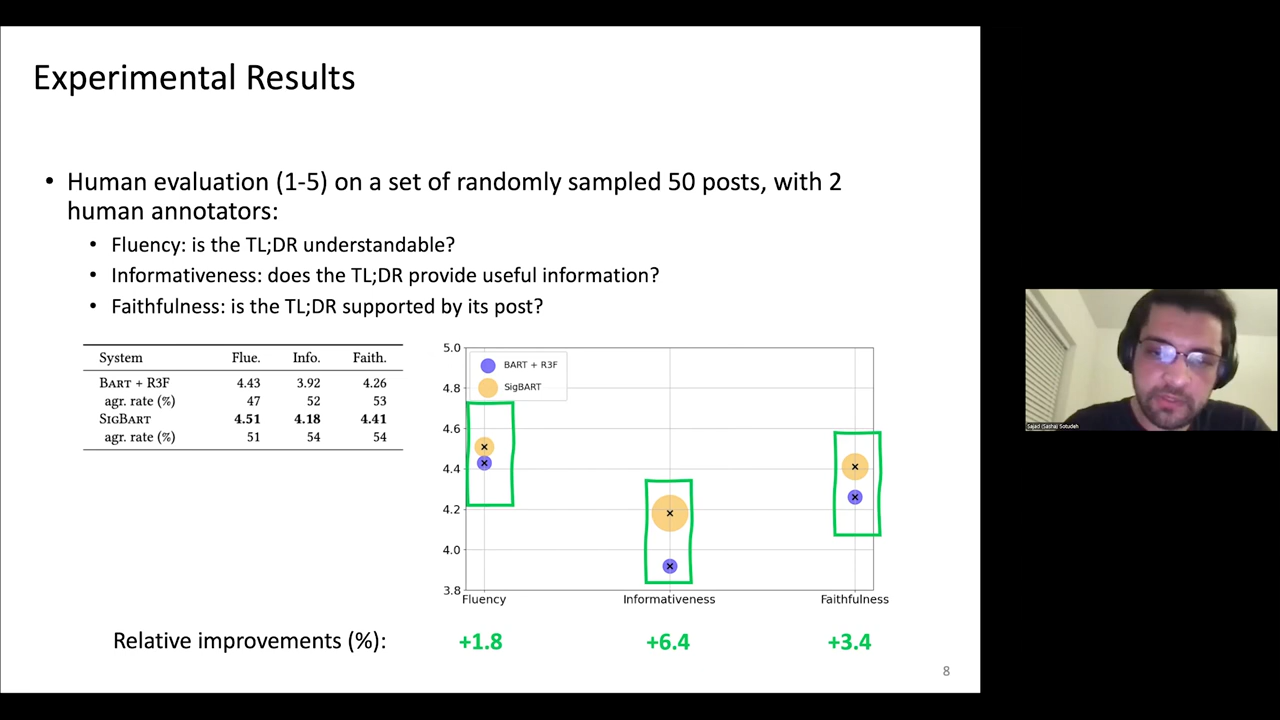 Experimental Results
• Human evaluation (1-5) on a set of randomly sampled 50 posts, with 2
human annotators:
• Fluency: is the TL;DR understandable?
• Informativeness: does the TL;DR provide useful information?
• Faithfulness: is the TL;DR supported by its post?
System Flue. Info. Faith.
BART + R3F 4.43 3.92 4.26
agr. rate (%) 47 52 53
SIGBART 4.51 4.18 4.41
agr. rate (%) 51 54 54
5.0
4.8
4.6
4.4
4.2
4.0
3.8
BART + R3F
SigBART
Fluency Informativeness Faithfulness
Relative improvements (%): +1.8 +6.4 +3.4
8
Sajad (Sasha) Sotudeh